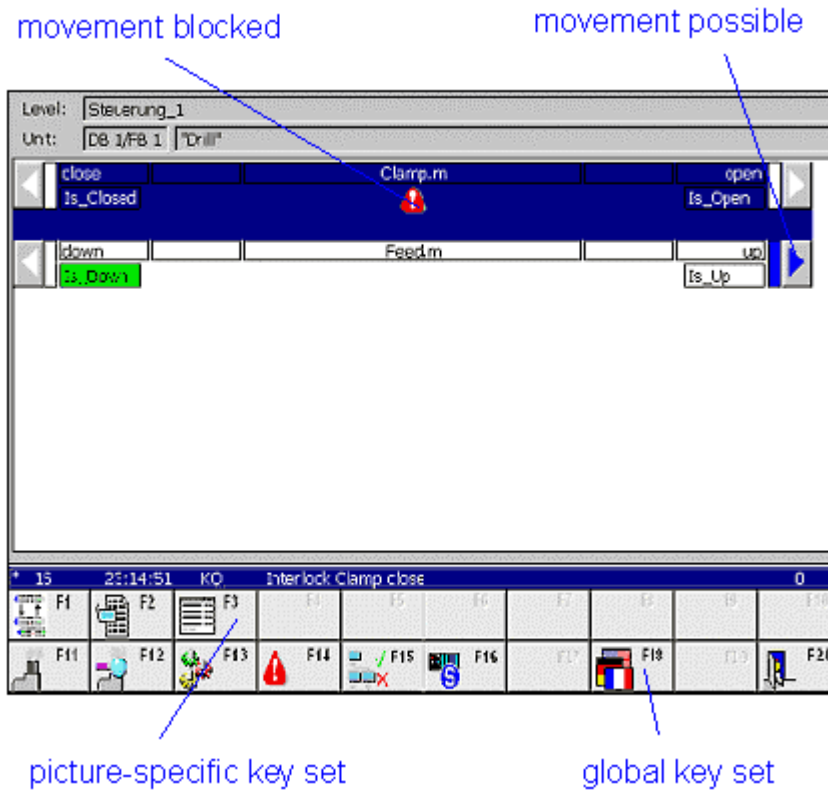 movement blocked
movement possible
Level: Steuerung_1
Unt: DB 1/FB 1 "Drill"
close Clamp.m open
Is_Closed Is_Open
down Feed.m up
Is_Down Is_Up
* 15 23:14:51 KQ Interlock Clamp close 0
F1 F2 F3 F4 F5 F6 F7 F8 F9 F10
F11 F12 F13 F14 F15 S F16 F17 F18 F19 F20
picture-specific key set
global key set